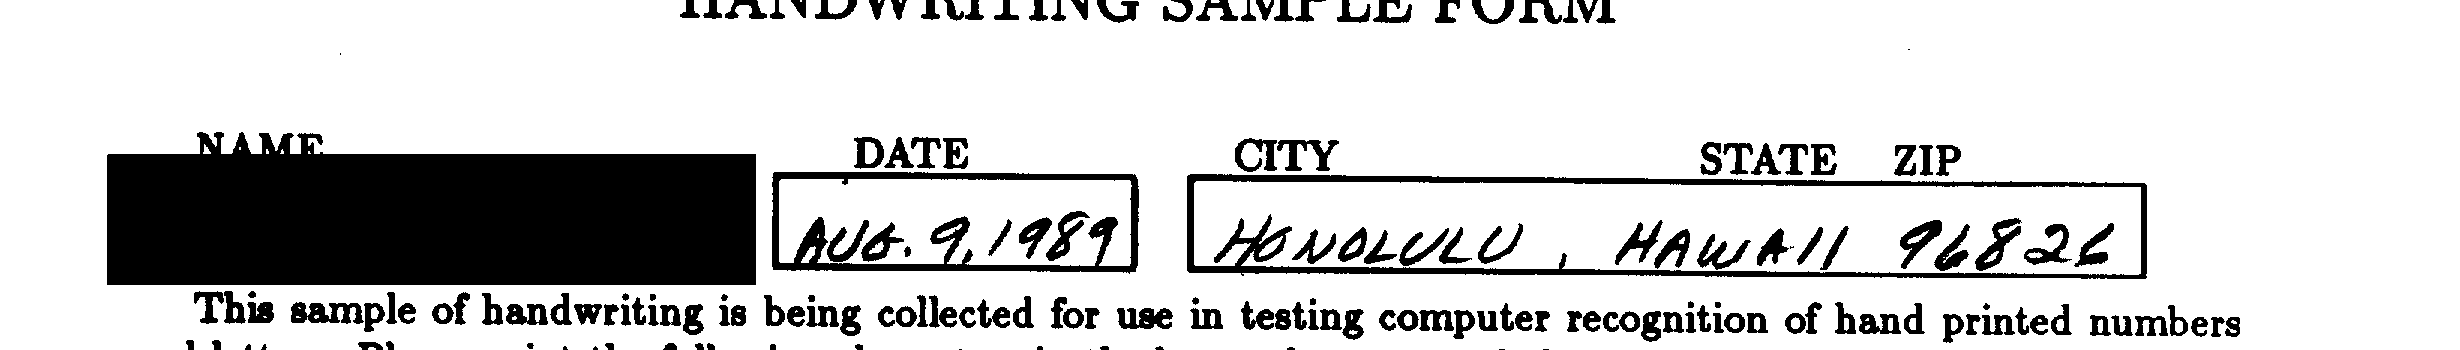 HANDWRITING SAMPLE FORM
NAME DATE CITY STATE ZIP
AUG. 9, 1989 HONOLULU, HAWAII 96826
This sample of handwriting is being collected for use in testing computer recognition of hand printed numbers